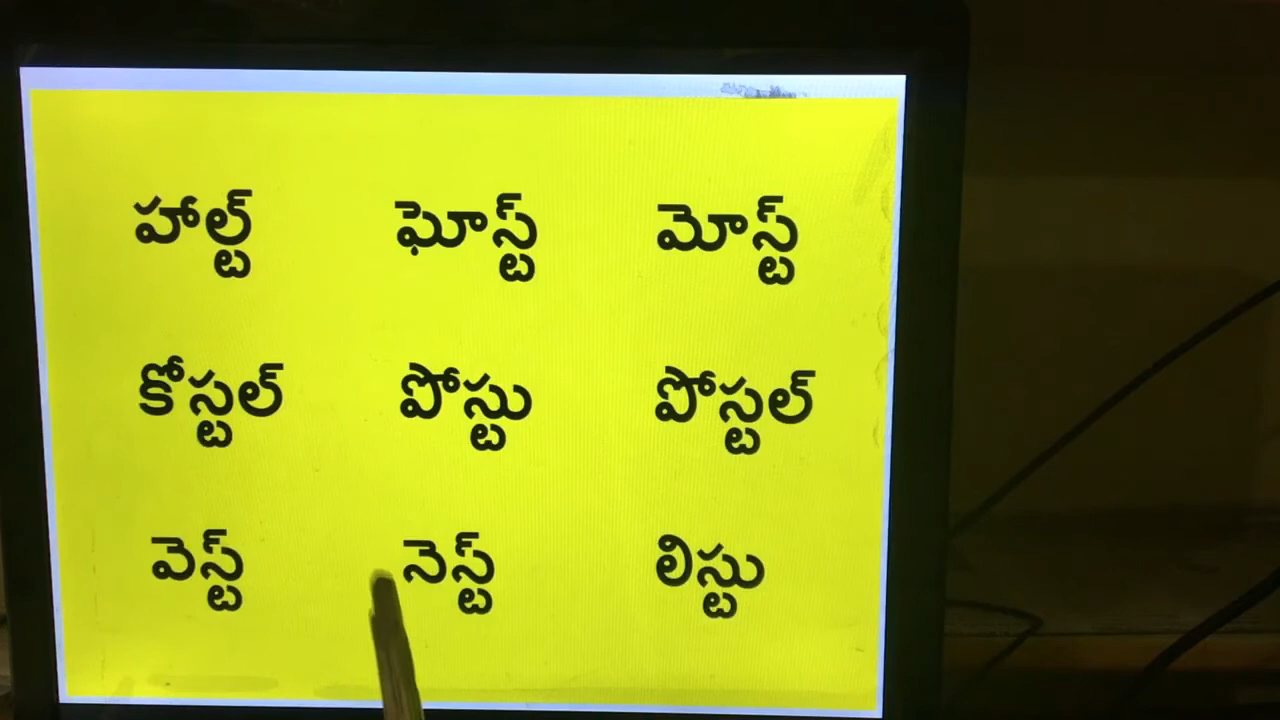 హాల్ట్ ఘోస్ట్ మోస్ట్
కోస్టల్ పోస్టు పోస్టల్
వెస్ట్ నెస్ట్ లిస్టు